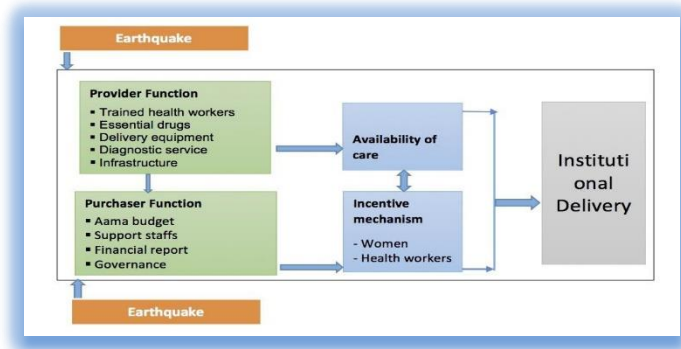 Earthquake
Provider Function
▪ Trained health workers
▪ Essential drugs
▪ Delivery equipment
▪ Diagnostic service
▪ Infrastructure
Purchaser Function
▪ Aama budget
▪ Support staffs
▪ Financial report
▪ Governance
Availability of
care
Incentive
mechanism
- Women
- Health workers
Instituti
onal
Delivery
Earthquake